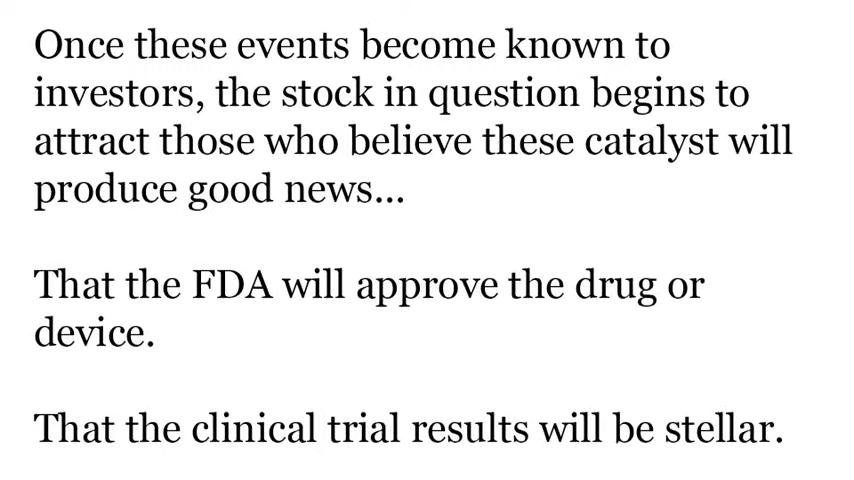 Once these events become known to
investors, the stock in question begins to
attract those who believe these catalyst will
produce good news...
That the FDA will approve the drug or
device.
That the clinical trial results will be stellar.